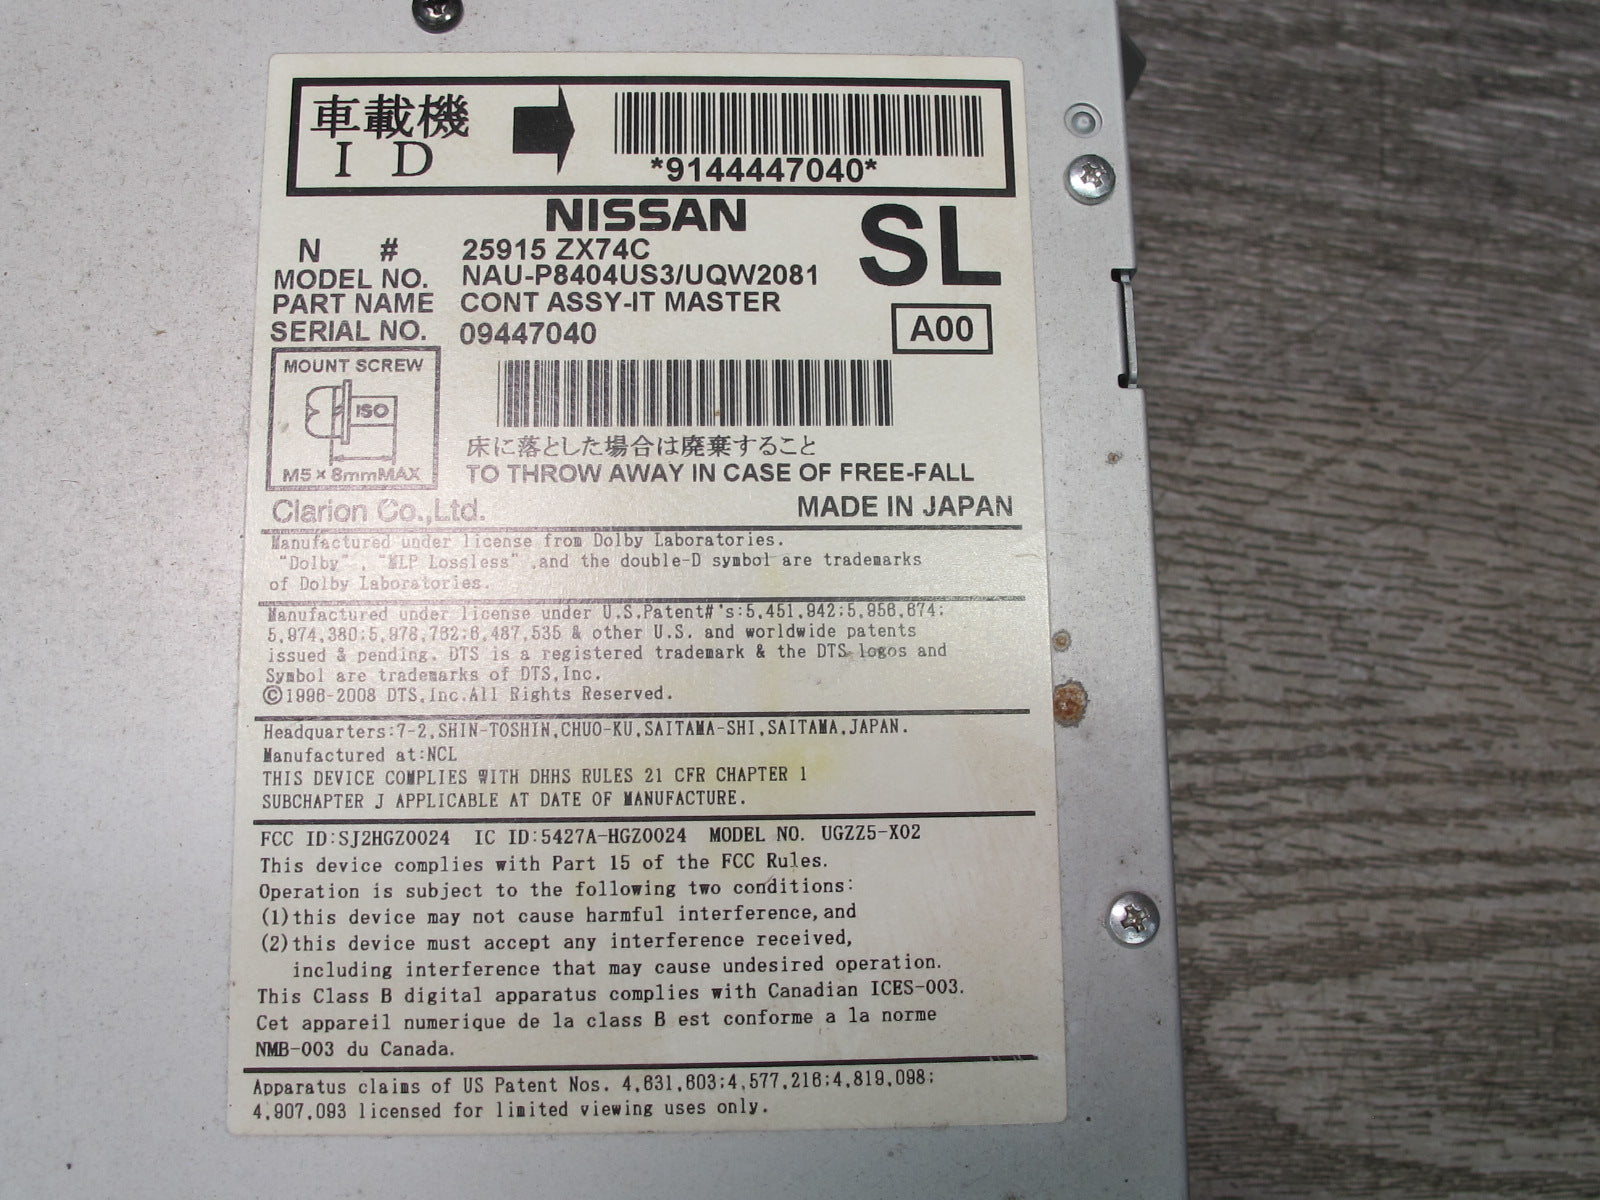 車載機
I D
*9144447040*
NISSAN
SL
N # 25915 ZX74C
MODEL NO. NAU-P8404US3/UQW2081
PART NAME CONT ASSY-IT MASTER
SERIAL NO. 09447040
A00
MOUNT SCREW
ISO
M5×8mmMAX
床に落とした場合は廃棄すること
TO THROW AWAY IN CASE OF FREE-FALL
Clarion Co.,Ltd.
MADE IN JAPAN
Manufactured under license from Dolby Laboratories.
"Dolby", "MLP Lossless",and the double-D symbol are trademarks
of Dolby Laboratories.
Manufactured under license under U.S.Patent#'s:5,451,942;5,956,674;
5,974,380;5,978,762;6,487,535 & other U.S. and worldwide patents
issued & pending. DTS is a registered trademark & the DTS logos and
Symbol are trademarks of DTS,Inc.
©1996-2008 DTS,Inc.All Rights Reserved.
Headquarters:7-2,SHIN-TOSHIN,CHUO-KU,SAITAMA-SHI,SAITAMA,JAPAN.
Manufactured at:NCL
THIS DEVICE COMPLIES WITH DHHS RULES 21 CFR CHAPTER 1
SUBCHAPTER J APPLICABLE AT DATE OF MANUFACTURE.
FCC ID:SJ2HGZ0024 IC ID:5427A-HGZ0024 MODEL NO. UGZZ5-X02
This device complies with Part 15 of the FCC Rules.
Operation is subject to the following two conditions:
(1)this device may not cause harmful interference,and
(2)this device must accept any interference received,
including interference that may cause undesired operation.
This Class B digital apparatus complies with Canadian ICES-003.
Cet appareil numerique de la class B est conforme a la norme
NMB-003 du Canada.
Apparatus claims of US Patent Nos. 4,631,603;4,577,216;4,819,098;
4,907,093 licensed for limited viewing uses only.